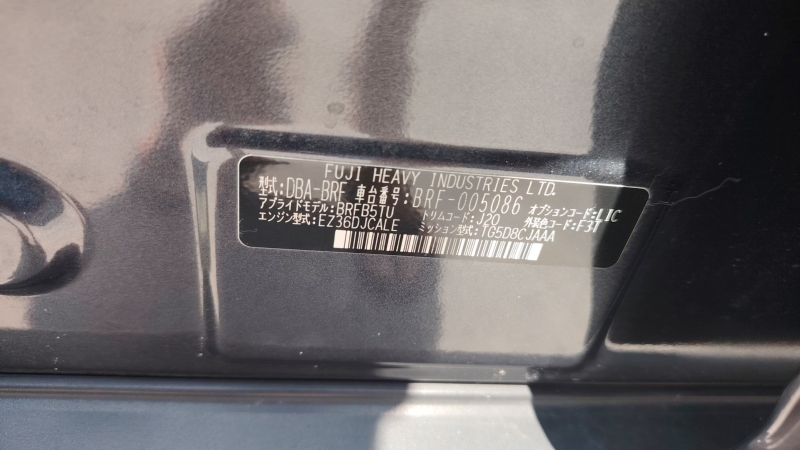 FUJI HEAVY INDUSTRIES LTD.
型式:DBA-BRF 車台番号:BRF-005086 オプションコード:L1C
アプライドモデル:BRFB5TU トリムコード:J20 外装色コード:F3T
エンジン型式:EZ36DJCALE ミッション型式:TG5D8CJAAA